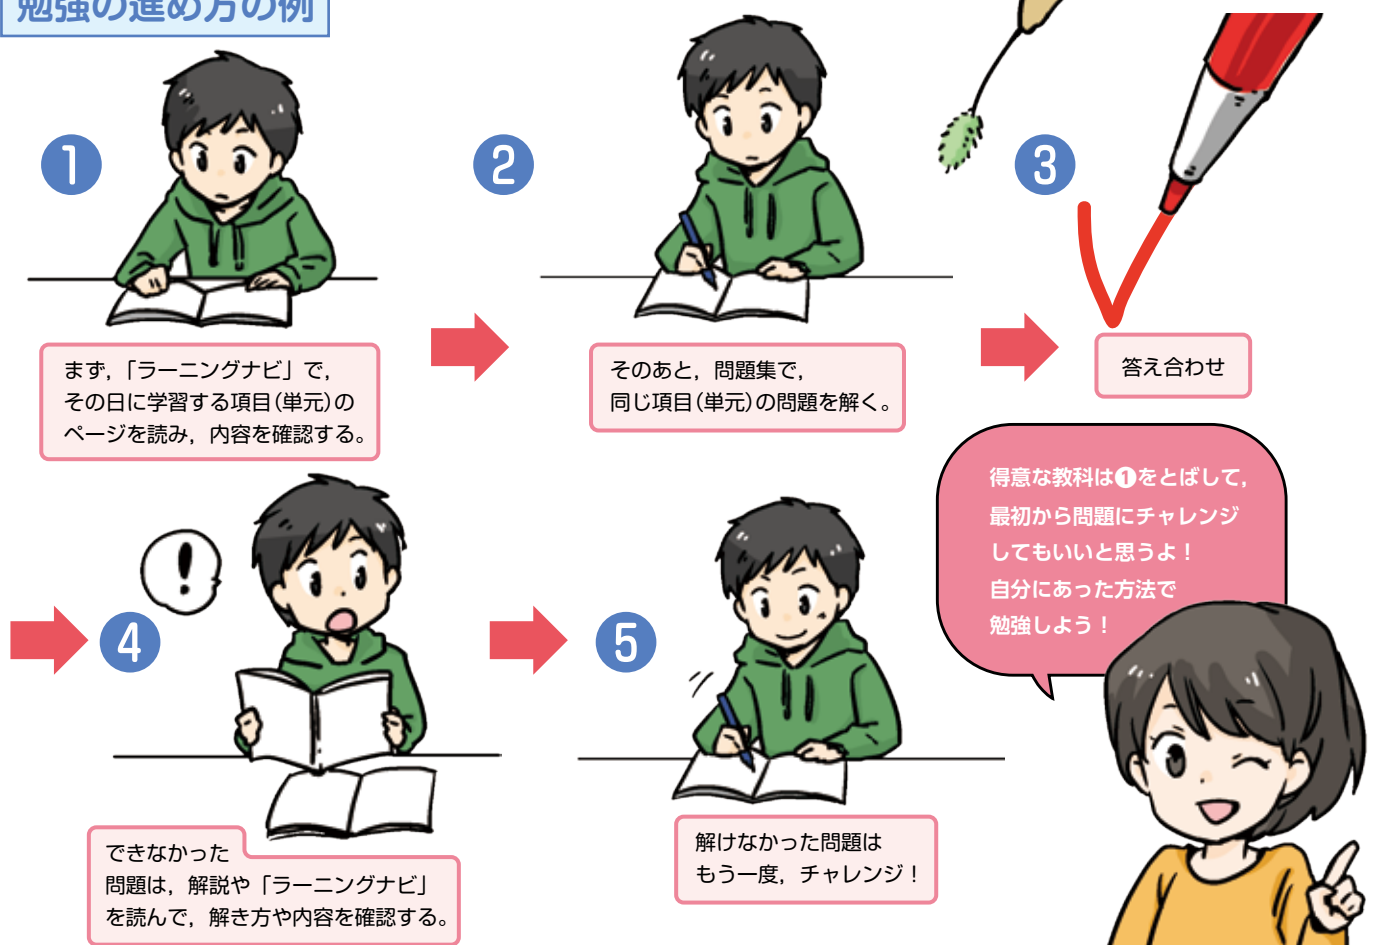 勉強の進め方の例
1
まず，「ラーニングナビ」で，
その日に学習する項目(単元)の
ページを読み，内容を確認する。
2
そのあと，問題集で，
同じ項目(単元)の問題を解く。
3
答え合わせ
得意な教科は❶をとばして，
最初から問題にチャレンジ
してもいいと思うよ！
自分にあった方法で
勉強しよう！
!
4
できなかった
問題は，解説や「ラーニングナビ」
を読んで，解き方や内容を確認する。
5
解けなかった問題は
もう一度，チャレンジ！